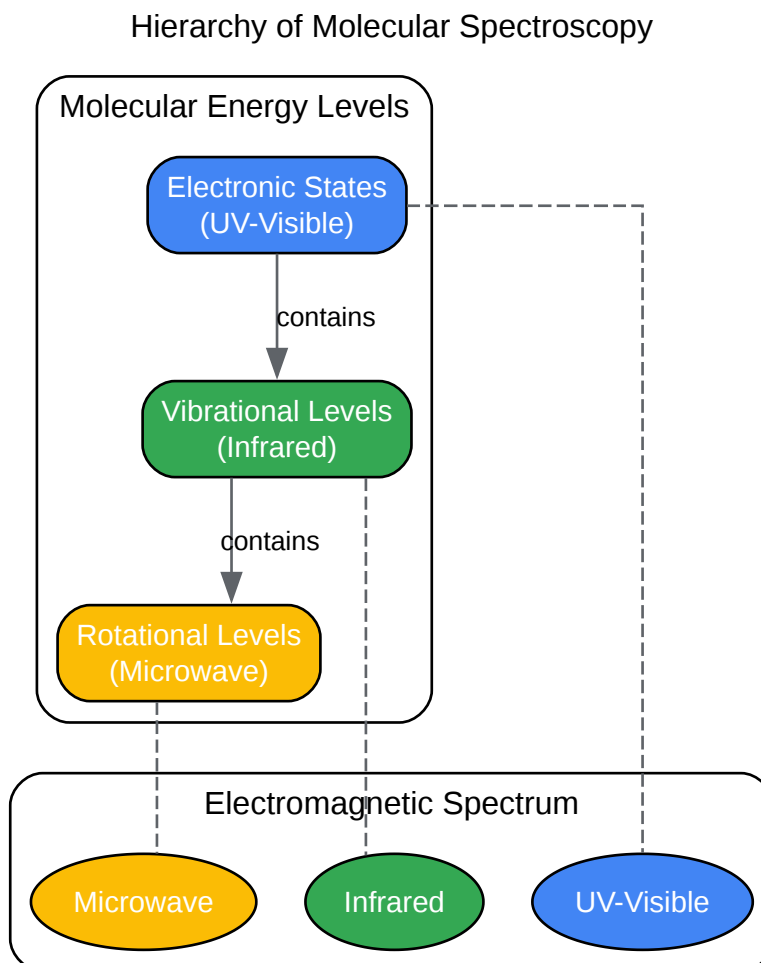 Hierarchy of Molecular Spectroscopy
Molecular Energy Levels
Electronic States
(UV-Visible)
contains
Vibrational Levels
(Infrared)
contains
Rotational Levels
(Microwave)
Electromagnetic Spectrum
Microwave
Infrared
UV-Visible